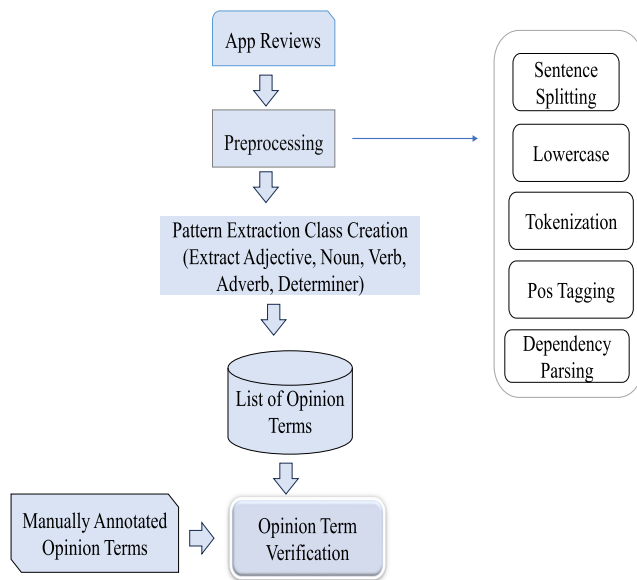 App Reviews
Preprocessing
Pattern Extraction Class Creation
(Extract Adjective, Noun, Verb,
Adverb, Determiner)
List of Opinion
Terms
Manually Annotated
Opinion Terms
Opinion Term
Verification
Sentence
Splitting
Lowercase
Tokenization
Pos Tagging
Dependency
Parsing